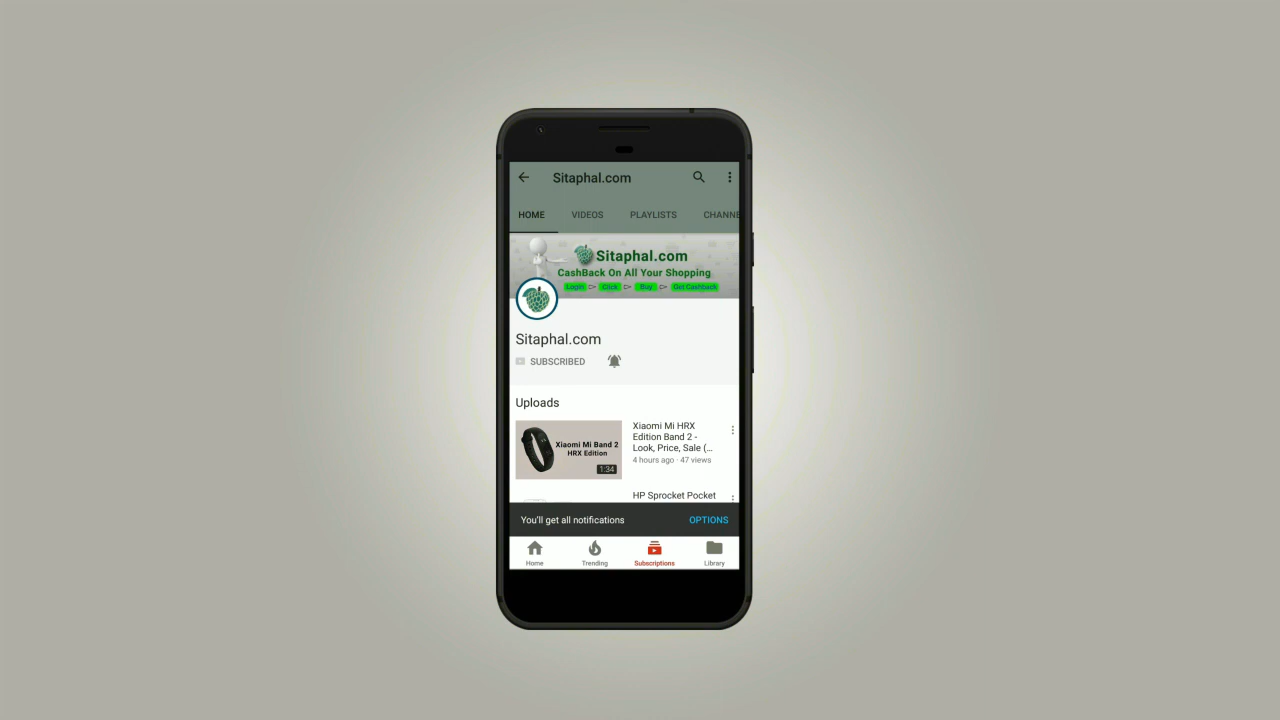 Sitaphal.com
HOME VIDEOS PLAYLISTS CHANNE
Sitaphal.com
CashBack On All Your Shopping
Login Click Buy Get Cashback
Sitaphal.com
SUBSCRIBED
Uploads
Xiaomi Mi Band 2
HRX Edition
1:34
Xiaomi Mi HRX
Edition Band 2 -
Look, Price, Sale (...
4 hours ago · 47 views
HP Sprocket Pocket
You'll get all notifications OPTIONS
Home Trending Subscriptions Library